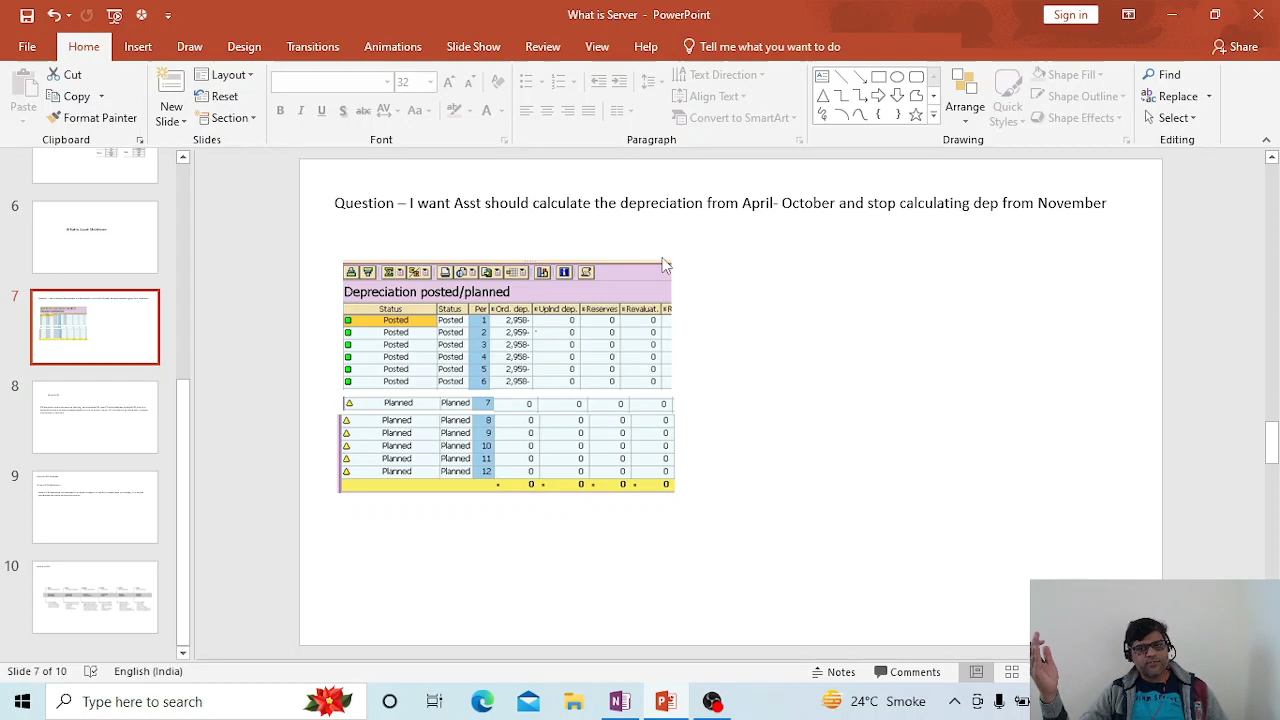 What is Sparc - PowerPoint
Sign in
File Home Insert Draw Design Transitions Animations Slide Show Review View Help Tell me what you want to do Share
Paste
Cut
Copy
Format Painter
Clipboard
New
Slide
Layout
Reset
Section
Slides
32
B I U S abc AV Aa A
Font
Text Direction
Align Text
Convert to SmartArt
Paragraph
Arrange
Quick
Styles
Shape Fill
Shape Outline
Shape Effects
Drawing
Find
Replace
Select
Editing
6
7
8
9
10
Question – I want Asst should calculate the depreciation from April- October and stop calculating dep from November
Depreciation posted/planned
Status Status Per Ord. dep. Uplnd dep. Reserves Revaluat. R
Posted Posted 1 2,958- 0 0 0
Posted Posted 2 2,959- 0 0 0
Posted Posted 3 2,958- 0 0 0
Posted Posted 4 2,958- 0 0 0
Posted Posted 5 2,959- 0 0 0
Posted Posted 6 2,958- 0 0 0
Planned Planned 7 0 0 0 0
Planned Planned 8 0 0 0 0
Planned Planned 9 0 0 0 0
Planned Planned 10 0 0 0 0
Planned Planned 11 0 0 0 0
Planned Planned 12 0 0 0 0
0 0 0 0
Slide 7 of 10 English (India) Notes Comments
Type here to search
24°C Smoke